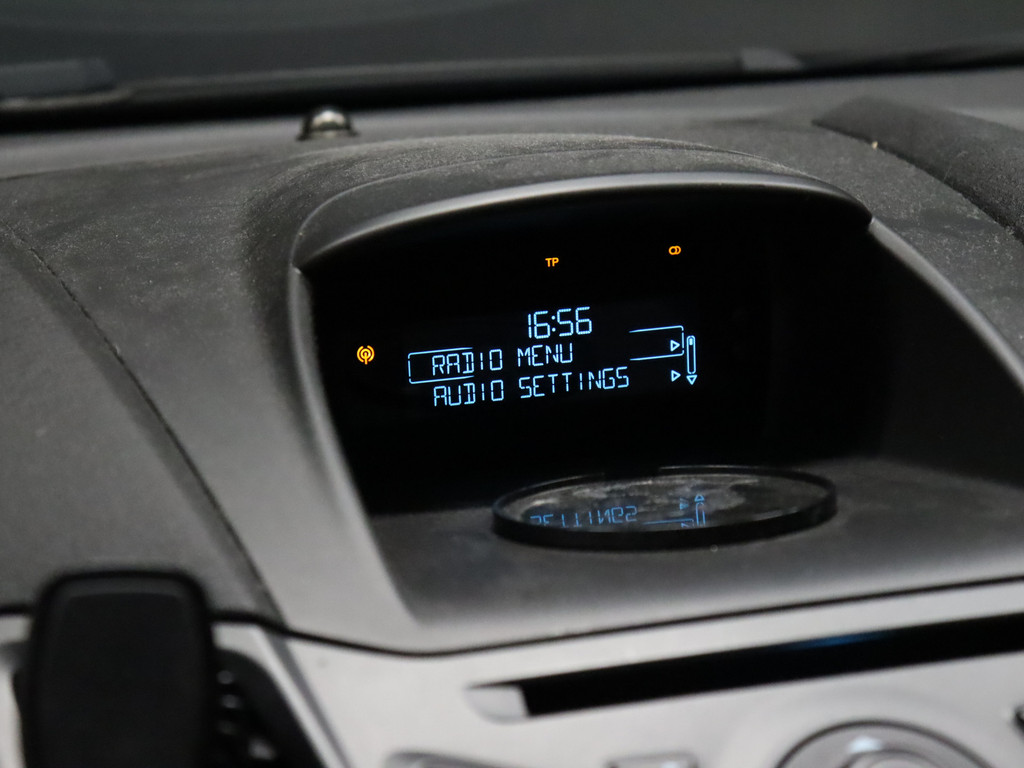 TP
16:56
RADIO MENU
AUDIO SETTINGS